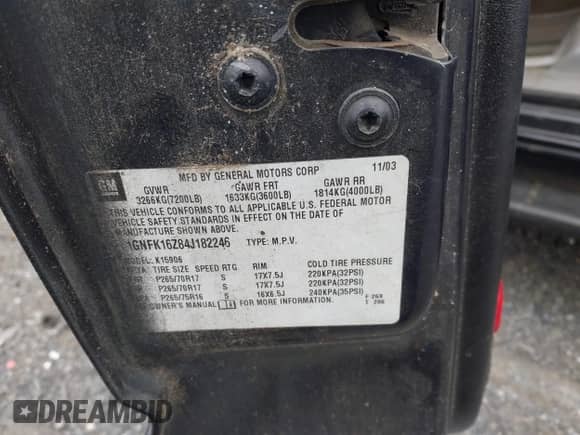 GM
MFD BY GENERAL MOTORS CORP 11/03
GVWR GAWR FRT GAWR RR
3266KG(7200LB) 1633KG(3600LB) 1814KG(4000LB)
THIS VEHICLE CONFORMS TO ALL APPLICABLE U.S. FEDERAL MOTOR
VEHICLE SAFETY STANDARDS IN EFFECT ON THE DATE OF
MANUFACTURE SHOWN ABOVE.
1GNFK16Z84J182246 TYPE: M.P.V.
MODEL: K15906
TIRE SIZE SPEED RTG RIM COLD TIRE PRESSURE
P265/70R17 S 17X7.5J 220KPA(32PSI)
P265/70R17 S 17X7.5J 220KPA(32PSI)
P265/75R16 S 16X6.5J 240KPA(35PSI)
OWNER'S MANUAL FOR MORE INFORMATION.
DREAMBID